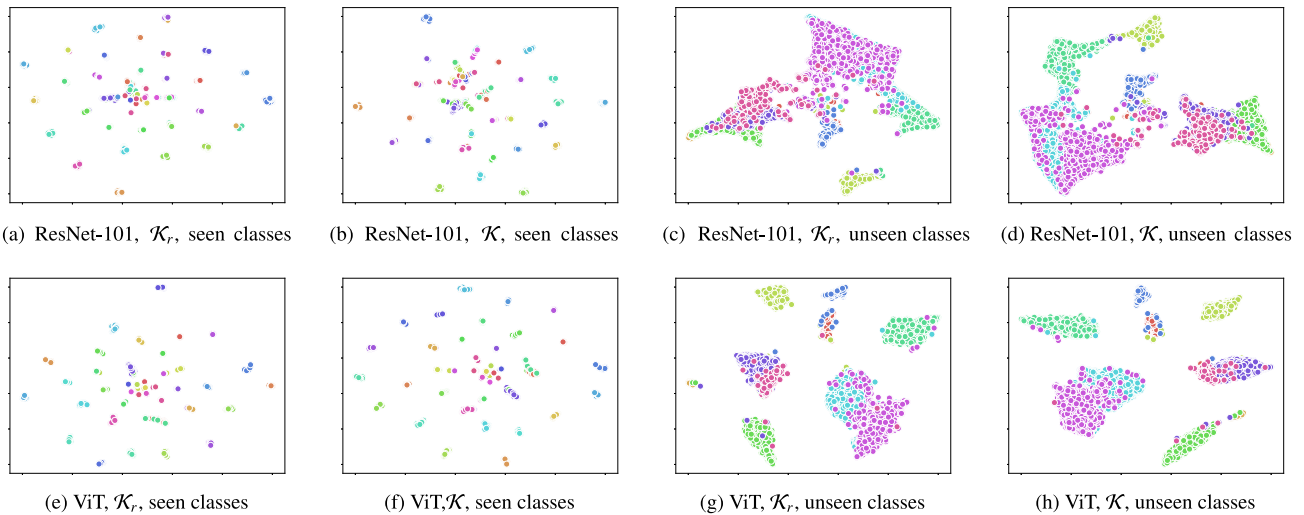 (a) ResNet-101, 𝒦r, seen classes
(b) ResNet-101, 𝒦, seen classes
(c) ResNet-101, 𝒦r, unseen classes
(d) ResNet-101, 𝒦, unseen classes
(e) ViT, 𝒦r, seen classes
(f) ViT,𝒦, seen classes
(g) ViT, 𝒦r, unseen classes
(h) ViT, 𝒦, unseen classes